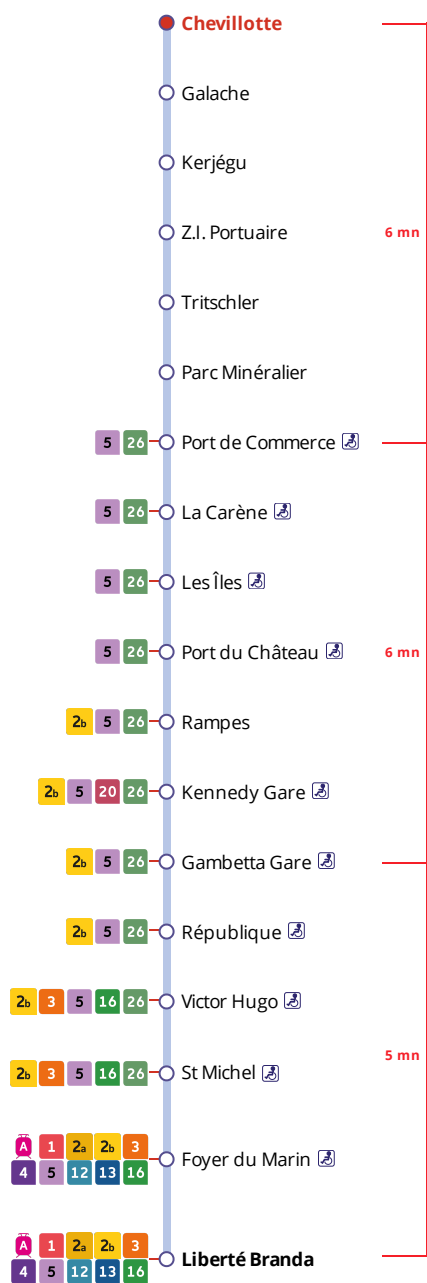 Chevillotte
Galache
Kerjégu
Z.I. Portuaire
6 mn
Tritschler
Parc Minéralier
5 26 Port de Commerce
5 26 La Carène
5 26 Les Îles
5 26 Port du Château
6 mn
2b 5 26 Rampes
2b 5 20 26 Kennedy Gare
2b 5 26 Gambetta Gare
2b 5 26 République
2b 3 5 16 26 Victor Hugo
5 mn
2b 3 5 16 26 St Michel
A 1 2a 2b 3
4 5 12 13 16
Foyer du Marin
A 1 2a 2b 3
4 5 12 13 16
Liberté Branda